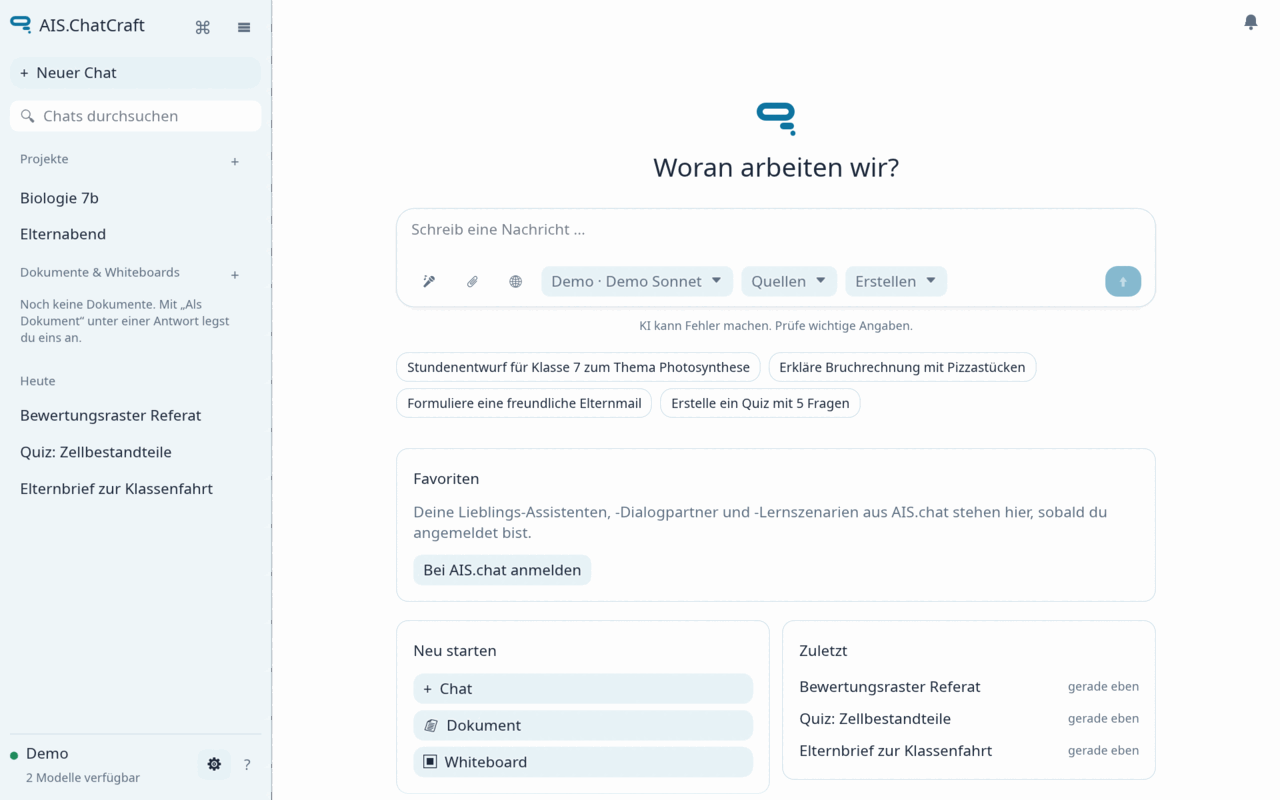 AIS.ChatCraft ⌘
+ Neuer Chat
Chats durchsuchen
Projekte +
Biologie 7b
Elternabend
Dokumente & Whiteboards +
Noch keine Dokumente. Mit „Als
Dokument“ unter einer Antwort legst
du eins an.
Heute
Bewertungsraster Referat
Quiz: Zellbestandteile
Elternbrief zur Klassenfahrt
Demo
2 Modelle verfügbar
?
Woran arbeiten wir?
Schreib eine Nachricht …
Demo · Demo Sonnet Quellen Erstellen
KI kann Fehler machen. Prüfe wichtige Angaben.
Stundenentwurf für Klasse 7 zum Thema Photosynthese Erkläre Bruchrechnung mit Pizzastücken
Formuliere eine freundliche Elternmail Erstelle ein Quiz mit 5 Fragen
Favoriten
Deine Lieblings-Assistenten, -Dialogpartner und -Lernszenarien aus AIS.chat stehen hier, sobald du
angemeldet bist.
Bei AIS.chat anmelden
Neu starten
+ Chat
Dokument
Whiteboard
Zuletzt
Bewertungsraster Referat gerade eben
Quiz: Zellbestandteile gerade eben
Elternbrief zur Klassenfahrt gerade eben